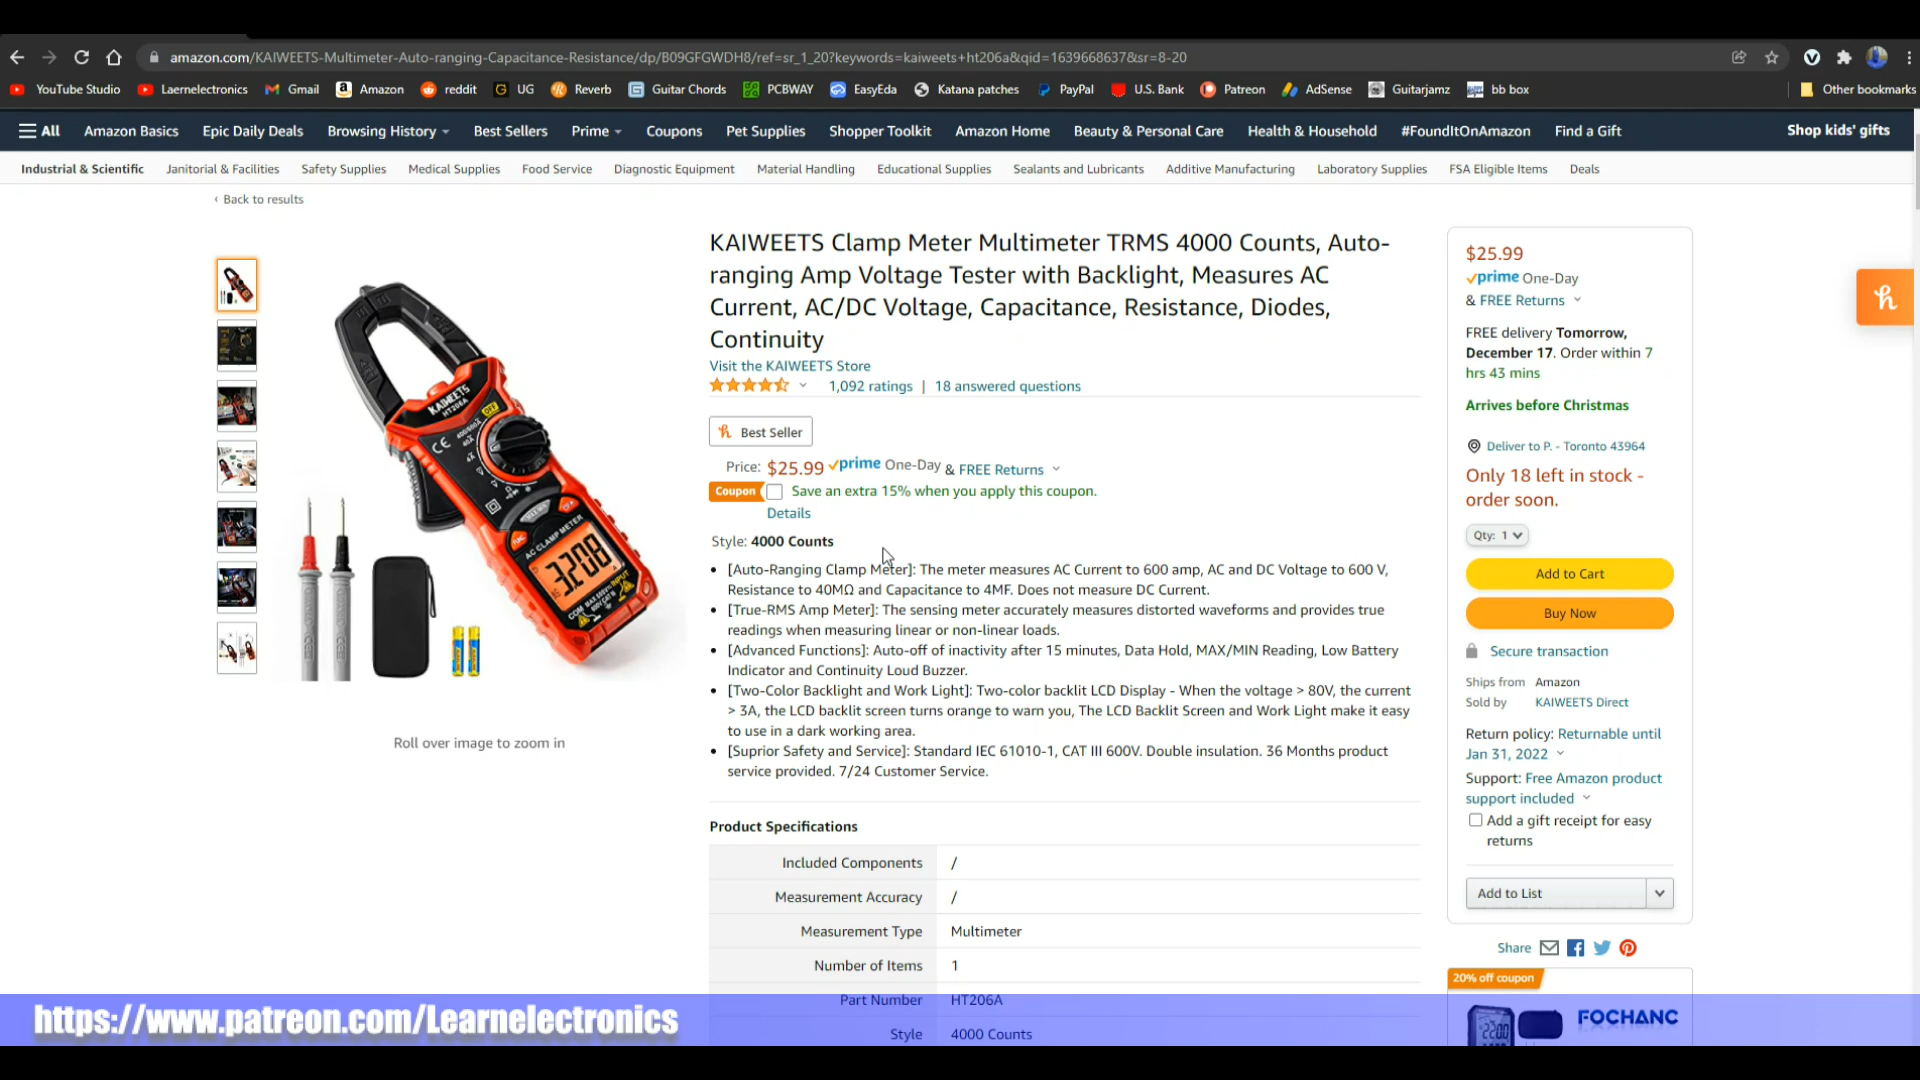 amazon.com/KAIWEETS-Multimeter-Auto-ranging-Capacitance-Resistance/dp/B09GFGWDH8/ref=sr_1_20?keywords=kaiweets+ht206a&qid=1639668637&sr=8-20
YouTube Studio Laernelectronics Gmail Amazon reddit UG Reverb Guitar Chords PCBWAY EasyEda Katana patches PayPal U.S. Bank Patreon AdSense Guitarjamz bb box Other bookmarks
All Amazon Basics Epic Daily Deals Browsing History Best Sellers Prime Coupons Pet Supplies Shopper Toolkit Amazon Home Beauty & Personal Care Health & Household #FoundItOnAmazon Find a Gift Shop kids' gifts
Industrial & Scientific Janitorial & Facilities Safety Supplies Medical Supplies Food Service Diagnostic Equipment Material Handling Educational Supplies Sealants and Lubricants Additive Manufacturing Laboratory Supplies FSA Eligible Items Deals
‹ Back to results
KAIWEETS
HT206A
OFF
AC CLAMP METER
3.208
COM
INPUT
Roll over image to zoom in
KAIWEETS Clamp Meter Multimeter TRMS 4000 Counts, Auto-
ranging Amp Voltage Tester with Backlight, Measures AC
Current, AC/DC Voltage, Capacitance, Resistance, Diodes,
Continuity
Visit the KAIWEETS Store
1,092 ratings | 18 answered questions
Best Seller
Price: $25.99 prime One-Day & FREE Returns
Coupon Save an extra 15% when you apply this coupon.
Details
Style: 4000 Counts
• [Auto-Ranging Clamp Meter]: The meter measures AC Current to 600 amp, AC and DC Voltage to 600 V,
Resistance to 40MΩ and Capacitance to 4MF. Does not measure DC Current.
• [True-RMS Amp Meter]: The sensing meter accurately measures distorted waveforms and provides true
readings when measuring linear or non-linear loads.
• [Advanced Functions]: Auto-off of inactivity after 15 minutes, Data Hold, MAX/MIN Reading, Low Battery
Indicator and Continuity Loud Buzzer.
• [Two-Color Backlight and Work Light]: Two-color backlit LCD Display - When the voltage > 80V, the current
> 3A, the LCD backlit screen turns orange to warn you, The LCD Backlit Screen and Work Light make it easy
to use in a dark working area.
• [Suprior Safety and Service]: Standard IEC 61010-1, CAT III 600V. Double insulation. 36 Months product
service provided. 7/24 Customer Service.
Product Specifications
Included Components /
Measurement Accuracy /
Measurement Type Multimeter
Number of Items 1
Part Number HT206A
Style 4000 Counts
$25.99
prime One-Day
& FREE Returns
FREE delivery Tomorrow,
December 17. Order within 7
hrs 43 mins
Arrives before Christmas
Deliver to P. - Toronto 43964
Only 18 left in stock -
order soon.
Qty: 1
Add to Cart
Buy Now
Secure transaction
Ships from Amazon
Sold by KAIWEETS Direct
Return policy: Returnable until
Jan 31, 2022
Support: Free Amazon product
support included
Add a gift receipt for easy
returns
Add to List
Share
20% off coupon
FOCHANC
https://www.patreon.com/Learnelectronics